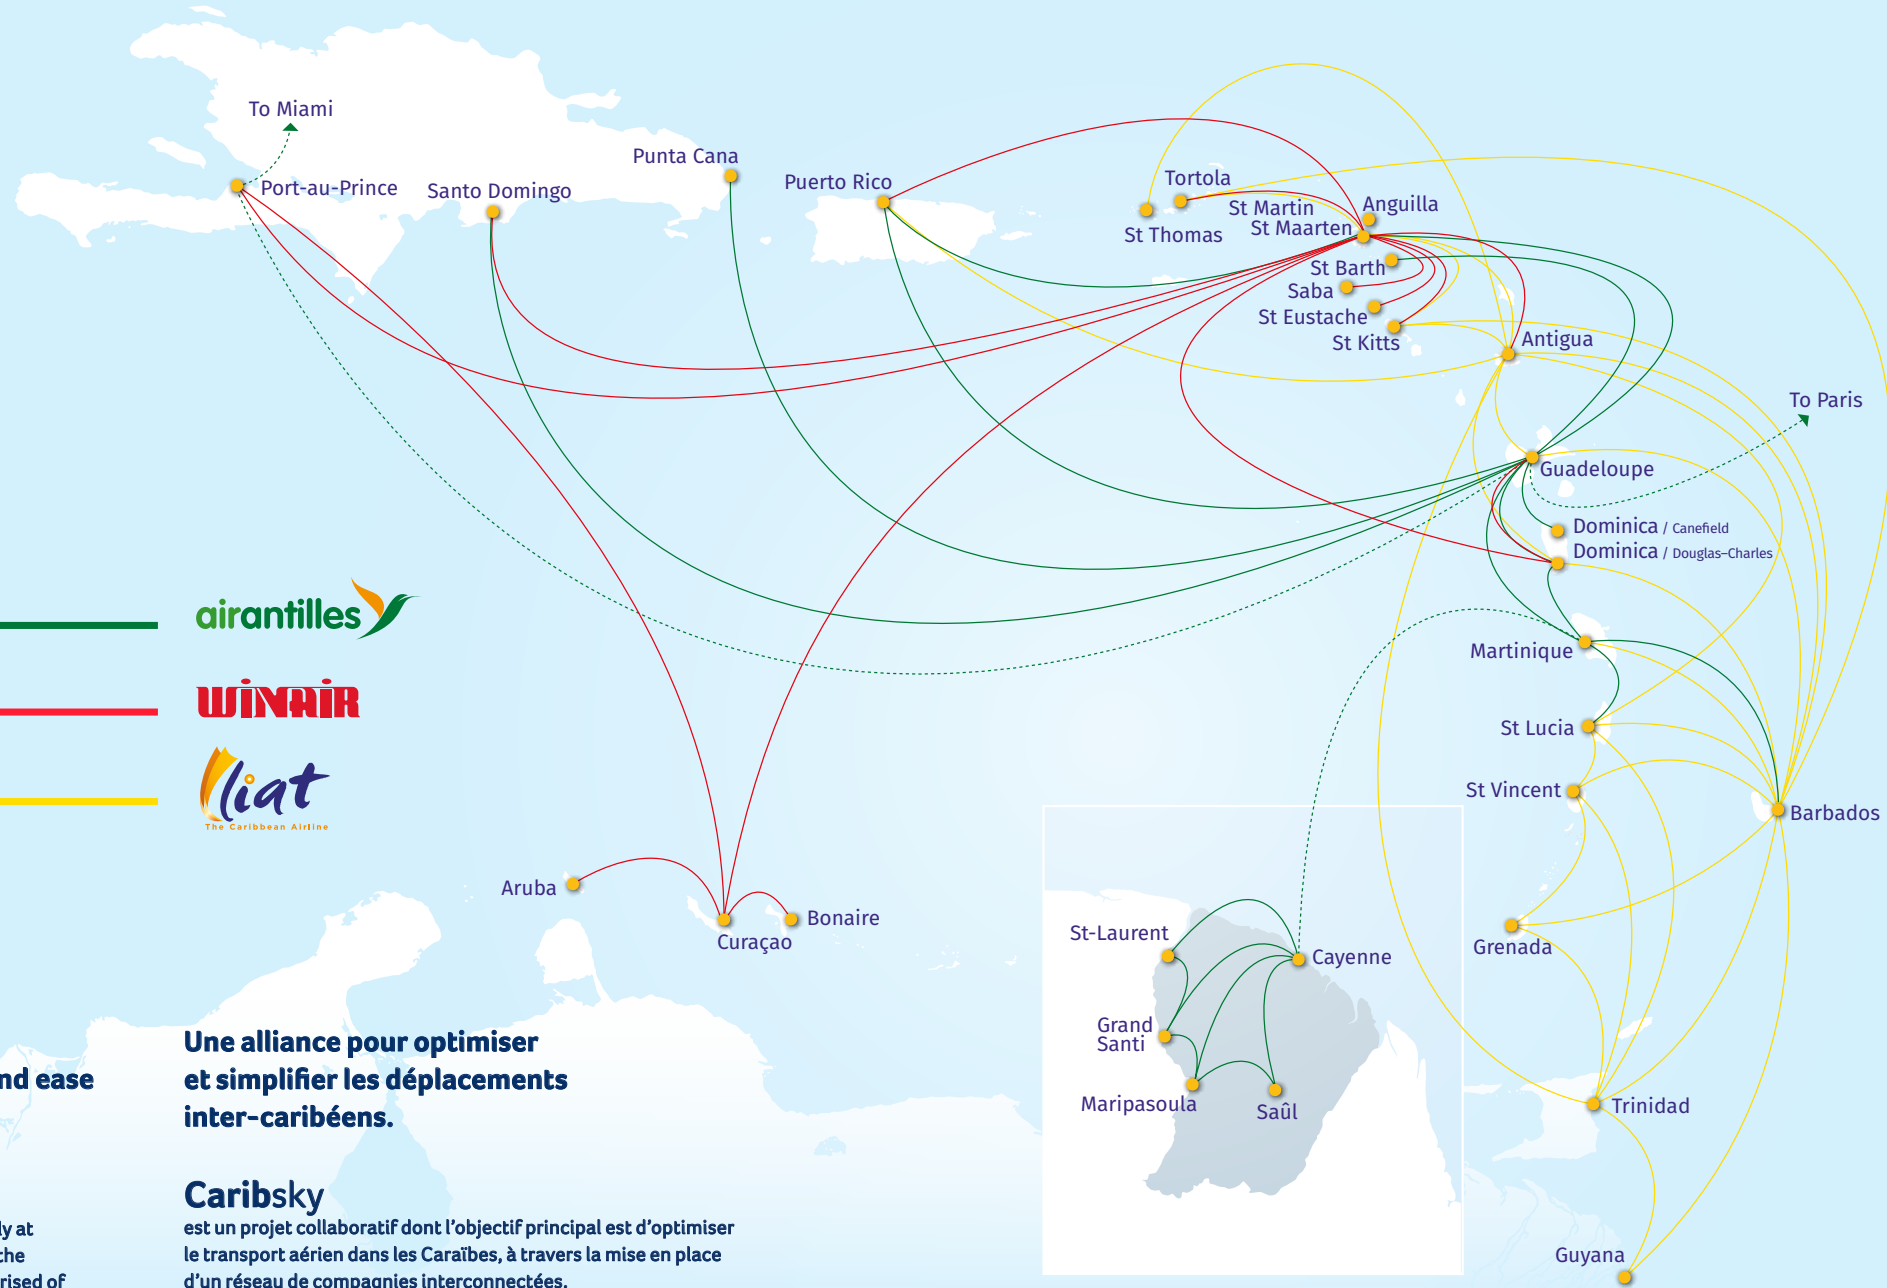 To Miami
Port-au-Prince
Santo Domingo
Punta Cana
Puerto Rico
Tortola
St Thomas
St Martin
St Maarten
Anguilla
St Barth
Saba
St Eustache
St Kitts
Antigua
To Paris
Guadeloupe
Dominica / Canefield
Dominica / Douglas-Charles
Martinique
St Lucia
St Vincent
Barbados
Grenada
Trinidad
Guyana
airantilles
WINAIR
liat
The Caribbean Airline
Aruba
Curaçao
Bonaire
St-Laurent
Cayenne
Grand
Santi
Maripasoula
Saûl
nd ease
Une alliance pour optimiser
et simplifier les déplacements
inter-caribéens.
Caribsky
est un projet collaboratif dont l'objectif principal est d'optimiser
le transport aérien dans les Caraïbes, à travers la mise en place
d'un réseau de compagnies interconnectées.
ly at
the
rised of